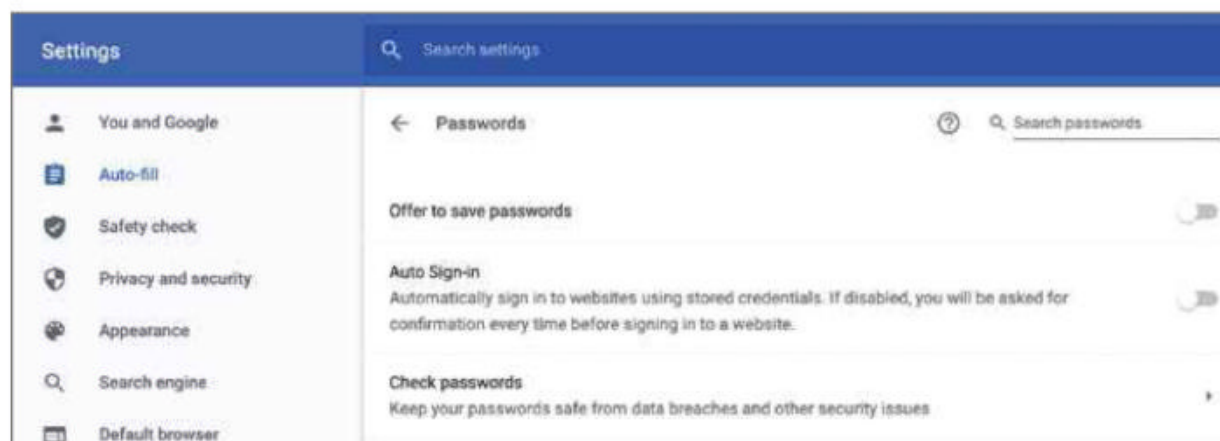 Settings
Search settings
You and Google
Auto-fill
Safety check
Privacy and security
Appearance
Search engine
Default browser
Passwords
Search passwords
Offer to save passwords
Auto Sign-in
Automatically sign in to websites using stored credentials. If disabled, you will be asked for
confirmation every time before signing in to a website.
Check passwords
Keep your passwords safe from data breaches and other security issues